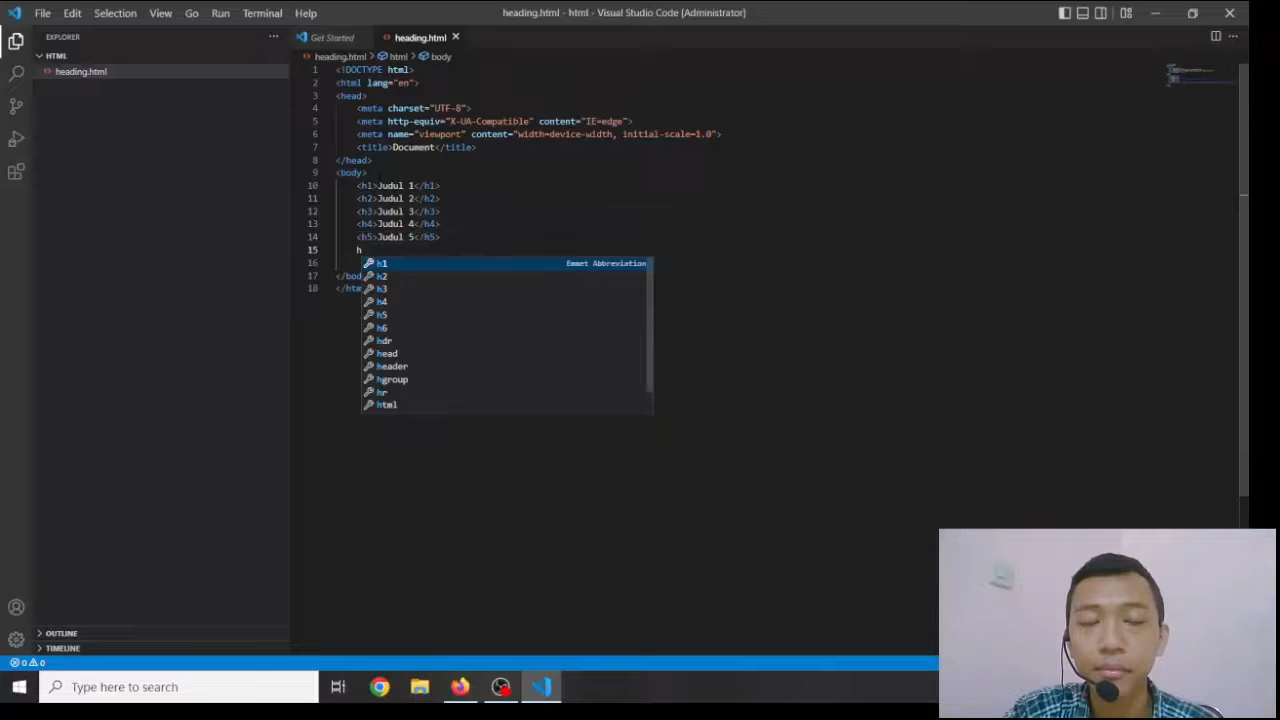 File Edit Selection View Go Run Terminal Help
heading.html - html - Visual Studio Code [Administrator]
EXPLORER
HTML
heading.html
OUTLINE
TIMELINE
Get Started
heading.html
heading.html > html > body
1 <!DOCTYPE html>
2 <html lang="en">
3 <head>
4 <meta charset="UTF-8">
5 <meta http-equiv="X-UA-Compatible" content="IE=edge">
6 <meta name="viewport" content="width=device-width, initial-scale=1.0">
7 <title>Document</title>
8 </head>
9 <body>
10 <h1>Judul 1</h1>
11 <h2>Judul 2</h2>
12 <h3>Judul 3</h3>
13 <h4>Judul 4</h4>
14 <h5>Judul 5</h5>
15 h
16
17 </bod
18 </htm
h1 Emmet Abbreviation
h2
h3
h4
h5
h6
hdr
head
header
hgroup
hr
html
0 0
Type here to search